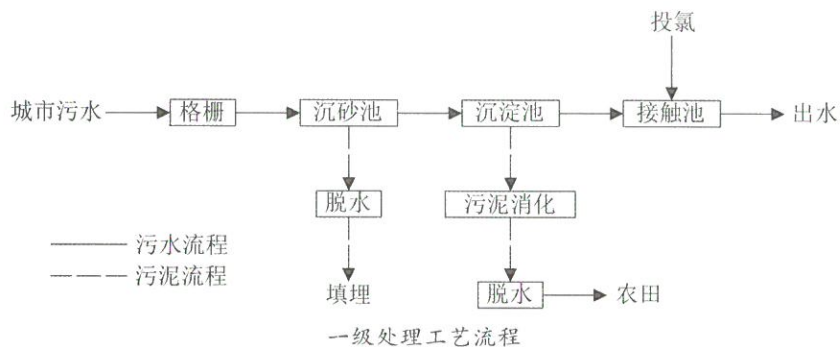 投氯
城市污水 格栅 沉砂池 沉淀池 接触池 出水
脱水 污泥消化
污水流程
污泥流程
填埋 脱水 农田
一级处理工艺流程